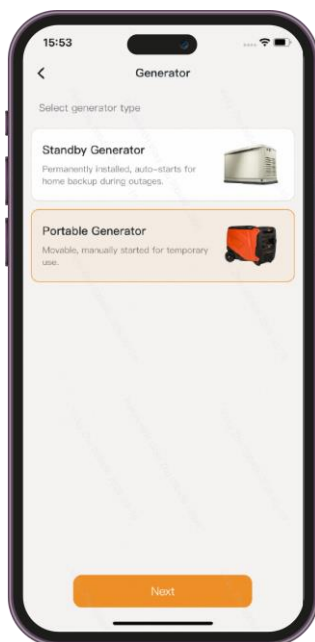 15:53
Generator
Select generator type
Standby Generator
Permanently installed, auto-starts for
home backup during outages.
Portable Generator
Movable, manually started for temporary
use.
Next